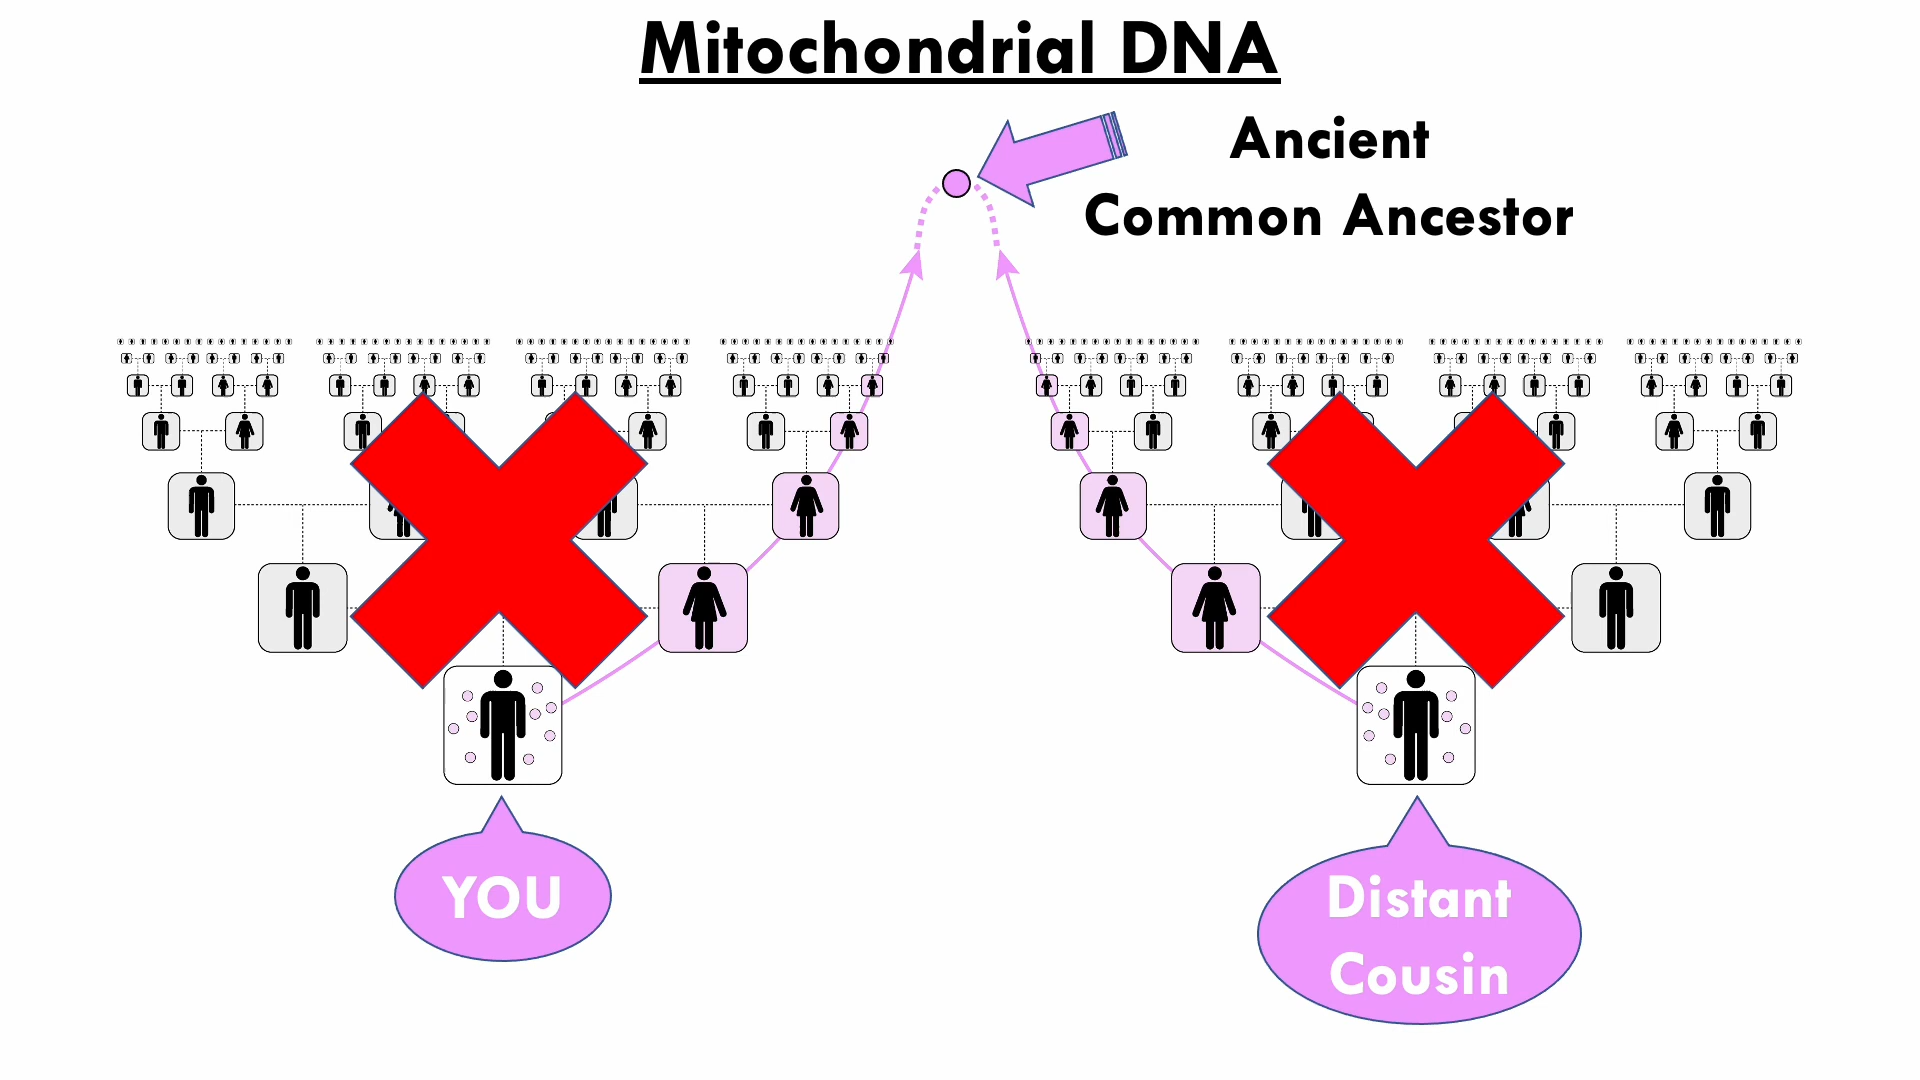 Mitochondrial DNA
Ancient
Common Ancestor
YOU
Distant
Cousin